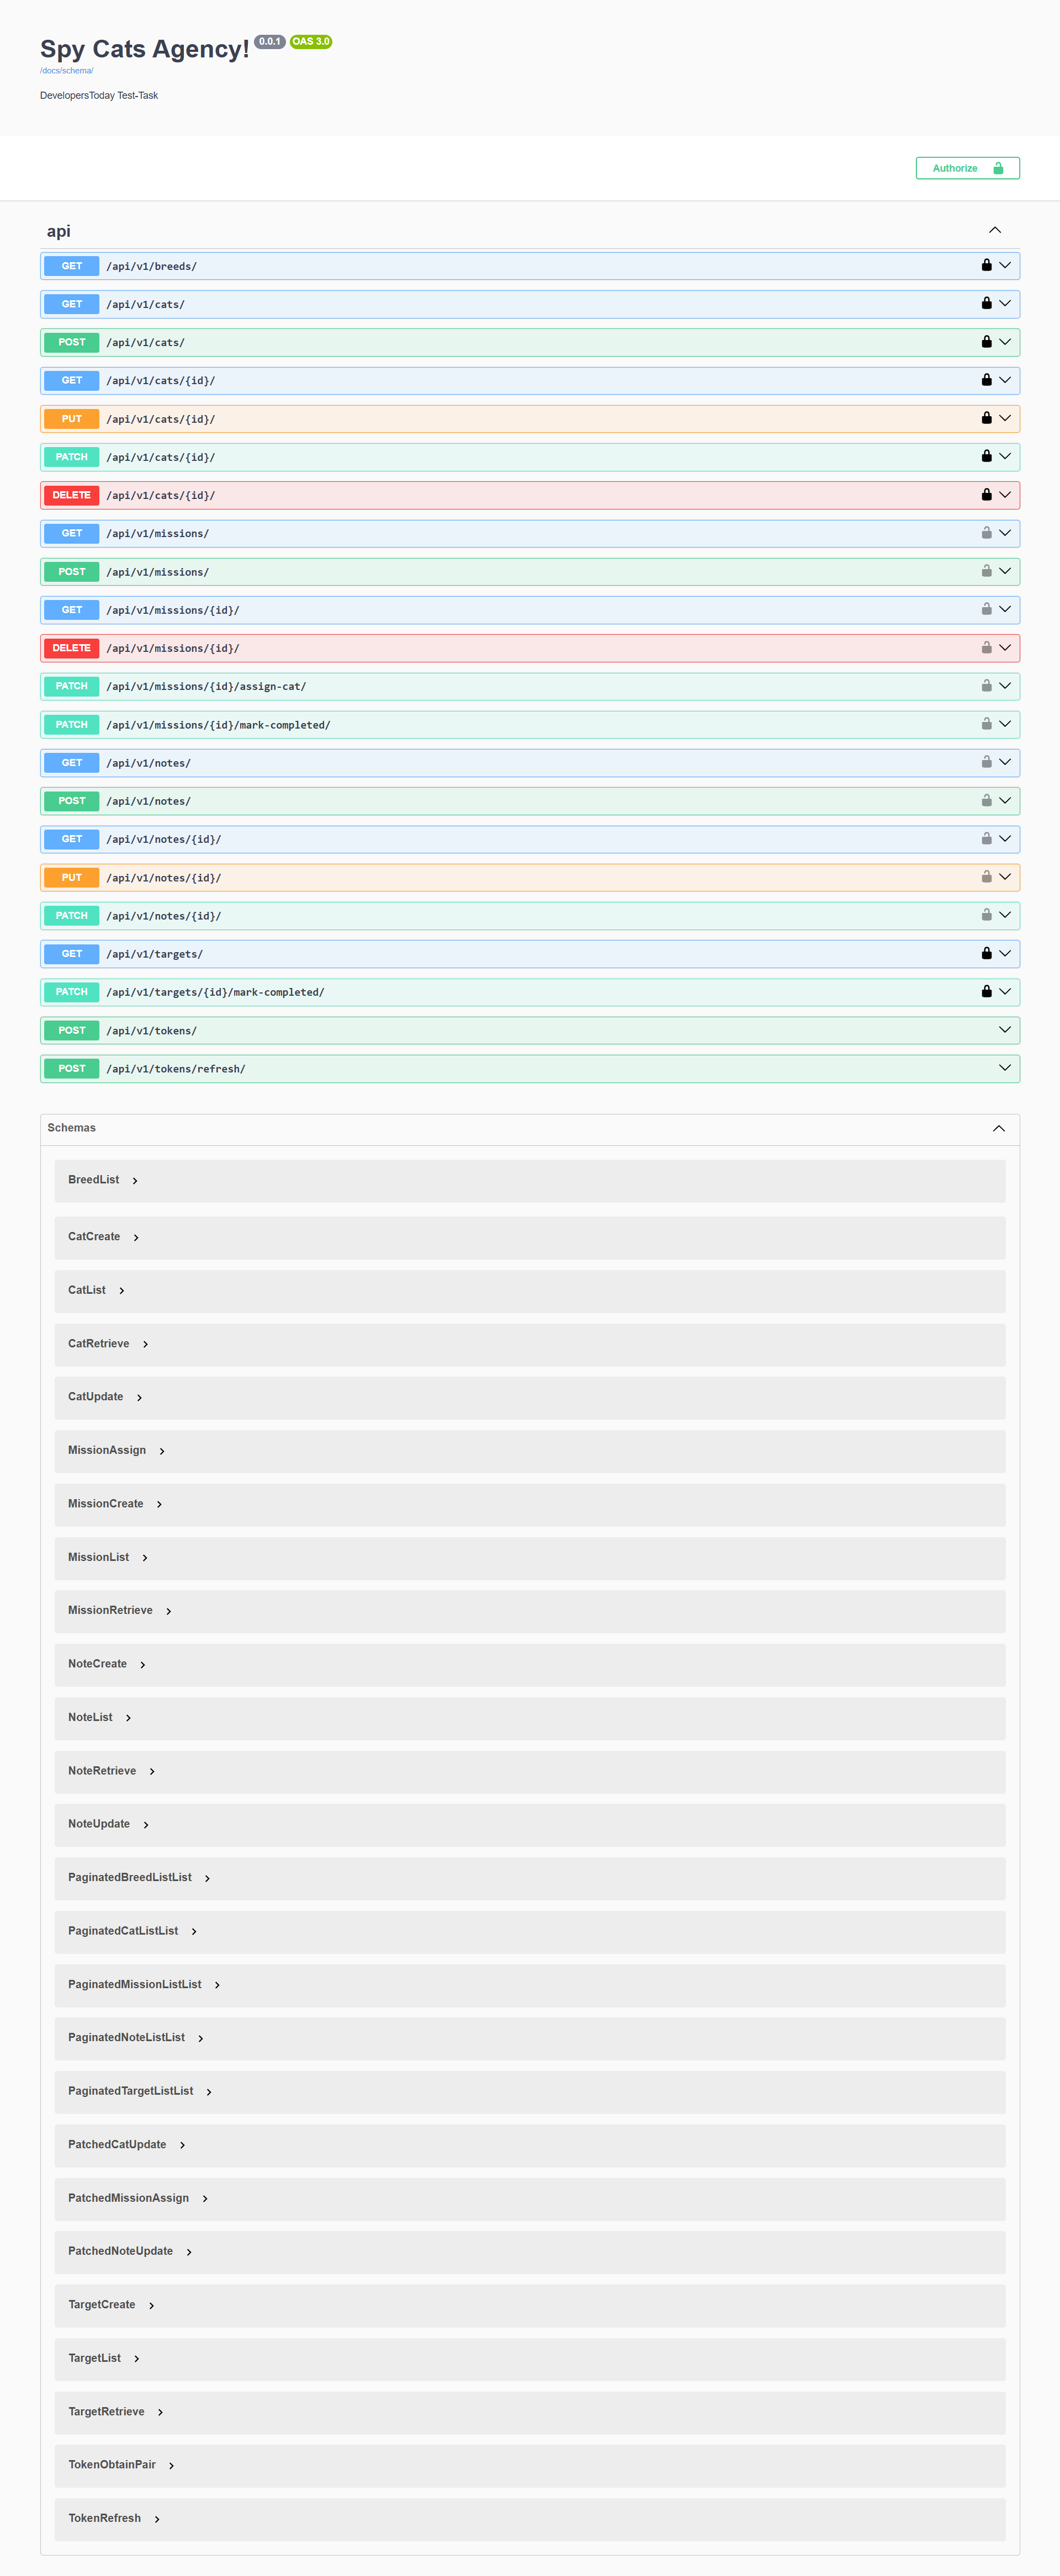 Spy Cats Agency! 0.0.1 OAS 3.0
/docs/schema/
DevelopersToday Test-Task
Authorize
api
GET /api/v1/breeds/
GET /api/v1/cats/
POST /api/v1/cats/
GET /api/v1/cats/{id}/
PUT /api/v1/cats/{id}/
PATCH /api/v1/cats/{id}/
DELETE /api/v1/cats/{id}/
GET /api/v1/missions/
POST /api/v1/missions/
GET /api/v1/missions/{id}/
DELETE /api/v1/missions/{id}/
PATCH /api/v1/missions/{id}/assign-cat/
PATCH /api/v1/missions/{id}/mark-completed/
GET /api/v1/notes/
POST /api/v1/notes/
GET /api/v1/notes/{id}/
PUT /api/v1/notes/{id}/
PATCH /api/v1/notes/{id}/
GET /api/v1/targets/
PATCH /api/v1/targets/{id}/mark-completed/
POST /api/v1/tokens/
POST /api/v1/tokens/refresh/
Schemas
BreedList
CatCreate
CatList
CatRetrieve
CatUpdate
MissionAssign
MissionCreate
MissionList
MissionRetrieve
NoteCreate
NoteList
NoteRetrieve
NoteUpdate
PaginatedBreedListList
PaginatedCatListList
PaginatedMissionListList
PaginatedNoteListList
PaginatedTargetListList
PatchedCatUpdate
PatchedMissionAssign
PatchedNoteUpdate
TargetCreate
TargetList
TargetRetrieve
TokenObtainPair
TokenRefresh